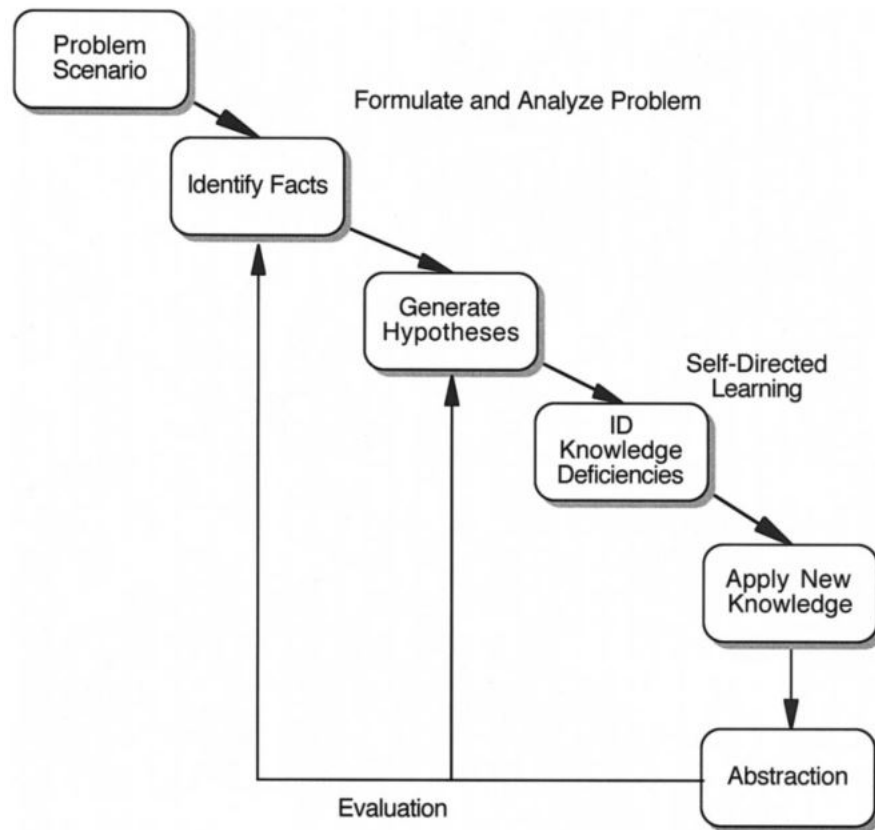 Problem
Scenario
Formulate and Analyze Problem
Identify Facts
Generate
Hypotheses
Self-Directed
Learning
ID
Knowledge
Deficiencies
Apply New
Knowledge
Abstraction
Evaluation